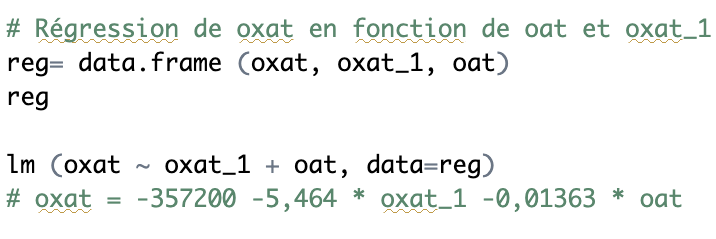 # Régression de oxat en fonction de oat et oxat_1
reg= data.frame (oxat, oxat_1, oat)
reg
lm (oxat ~ oxat_1 + oat, data=reg)
# oxat = -357200 -5,464 * oxat_1 -0,01363 * oat